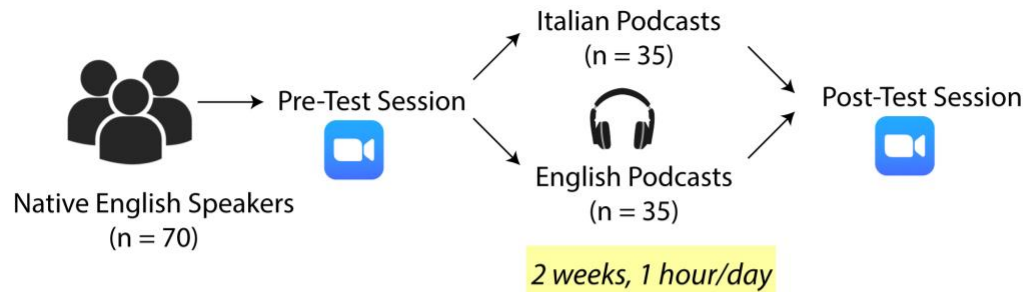 Native English Speakers
(n = 70)
Pre-Test Session
Italian Podcasts
(n = 35)
English Podcasts
(n = 35)
2 weeks, 1 hour/day
Post-Test Session